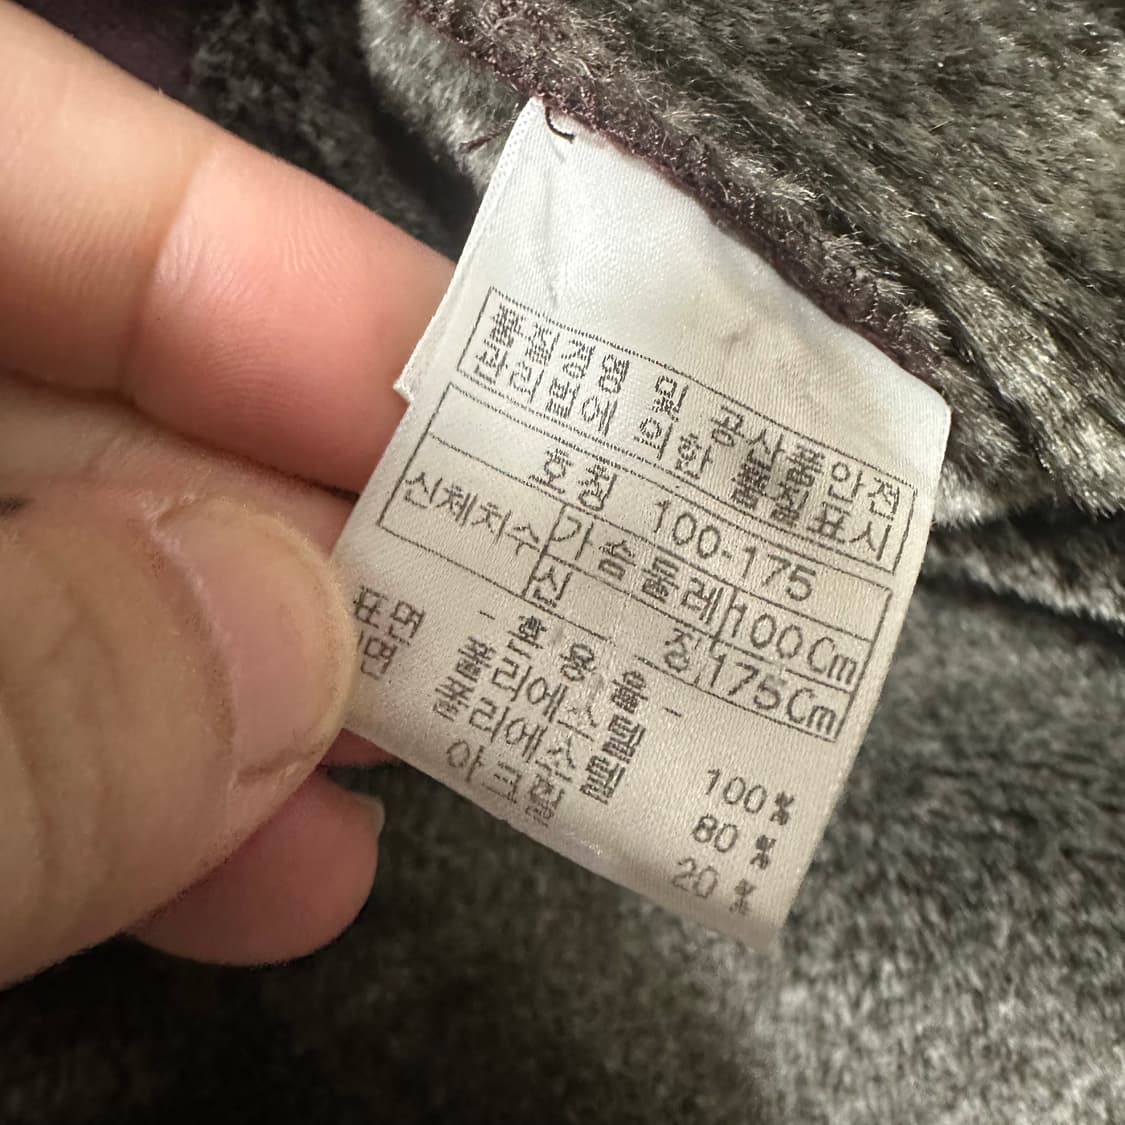 품질경영 및 공산품안전
관리법에 의한 품질표시
호칭 100-175
신체치수 가슴둘레 100Cm
신 장 175Cm
- 혼 용 율 -
표면 폴리에스텔 100%
면 폴리에스텔 80%
아크릴 20%